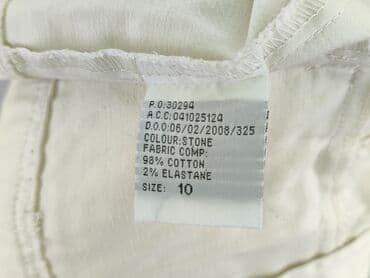 P.O:30294
A.C.C:041025124
D.O.O:06/02/2008/325
COLOUR:STONE
FABRIC COMP:
98% COTTON
2% ELASTANE
SIZE: 10